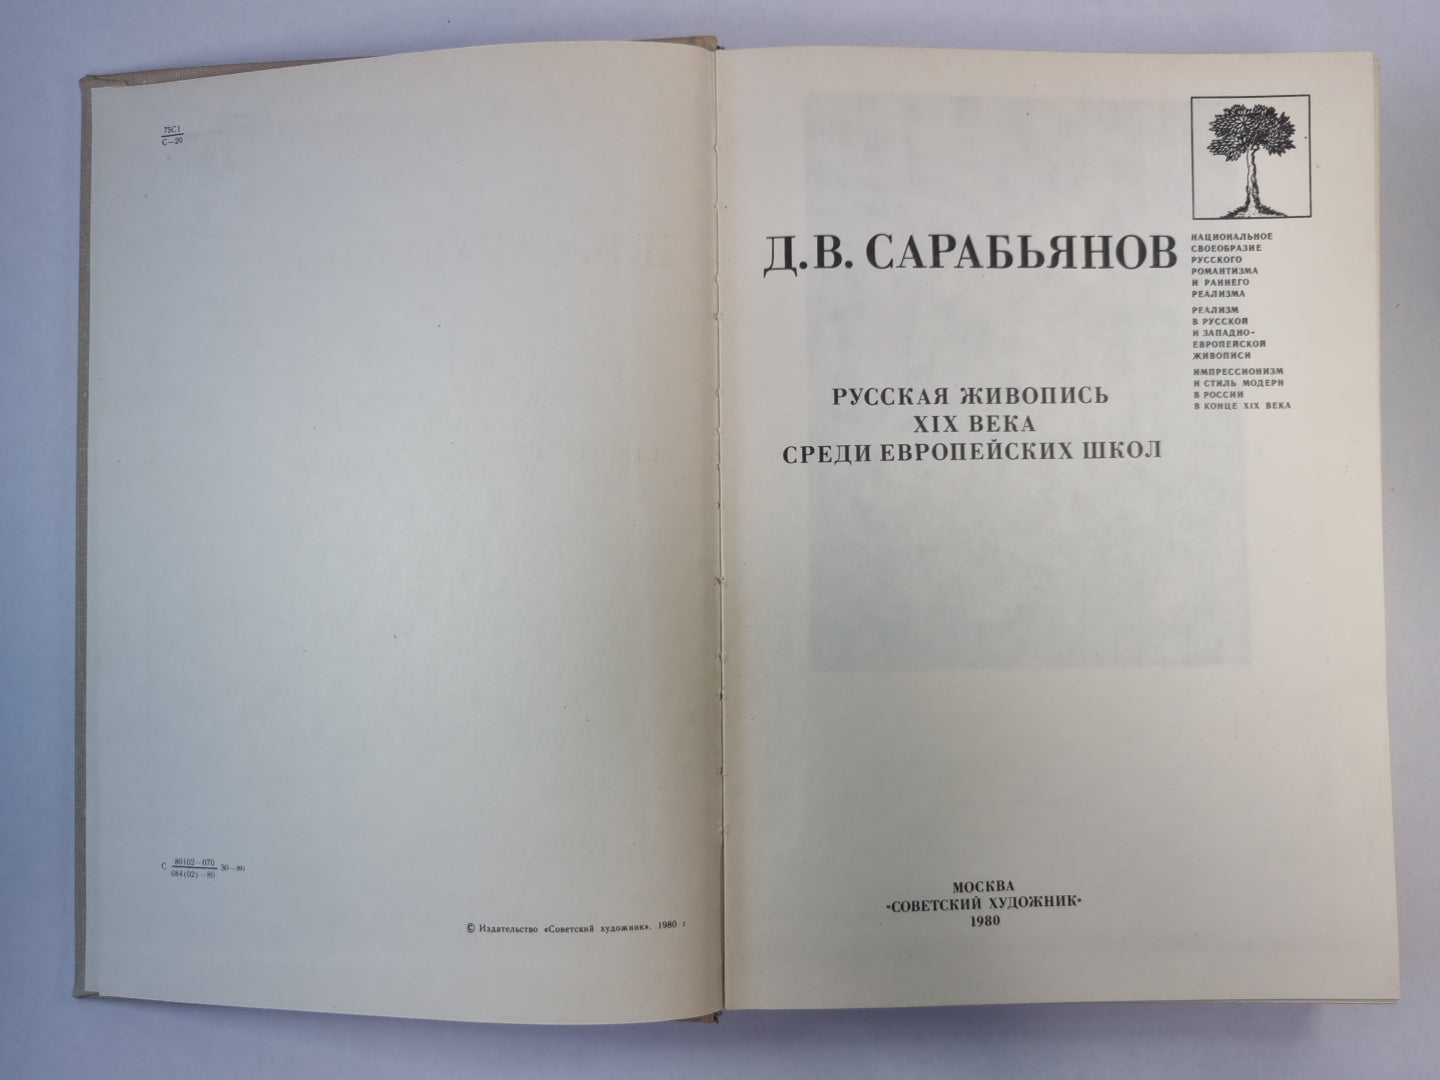 75С1
С—20
С 80102—070 30—80
084(02)—80
© Издательство «Советский художник». 1980 г.
Д. В. САРАБЬЯНОВ
РУССКАЯ ЖИВОПИСЬ
XIX ВЕКА
СРЕДИ ЕВРОПЕЙСКИХ ШКОЛ
НАЦИОНАЛЬНОЕ
СВОЕОБРАЗИЕ
РУССКОГО
РОМАНТИЗМА
И РАННЕГО
РЕАЛИЗМА
РЕАЛИЗМ
В РУССКОЙ
И ЗАПАДНО-
ЕВРОПЕЙСКОЙ
ЖИВОПИСИ
ИМПРЕССИОНИЗМ
И СТИЛЬ МОДЕРН
В РОССИИ
В КОНЦЕ XIX ВЕКА
МОСКВА
«СОВЕТСКИЙ ХУДОЖНИК»
1980